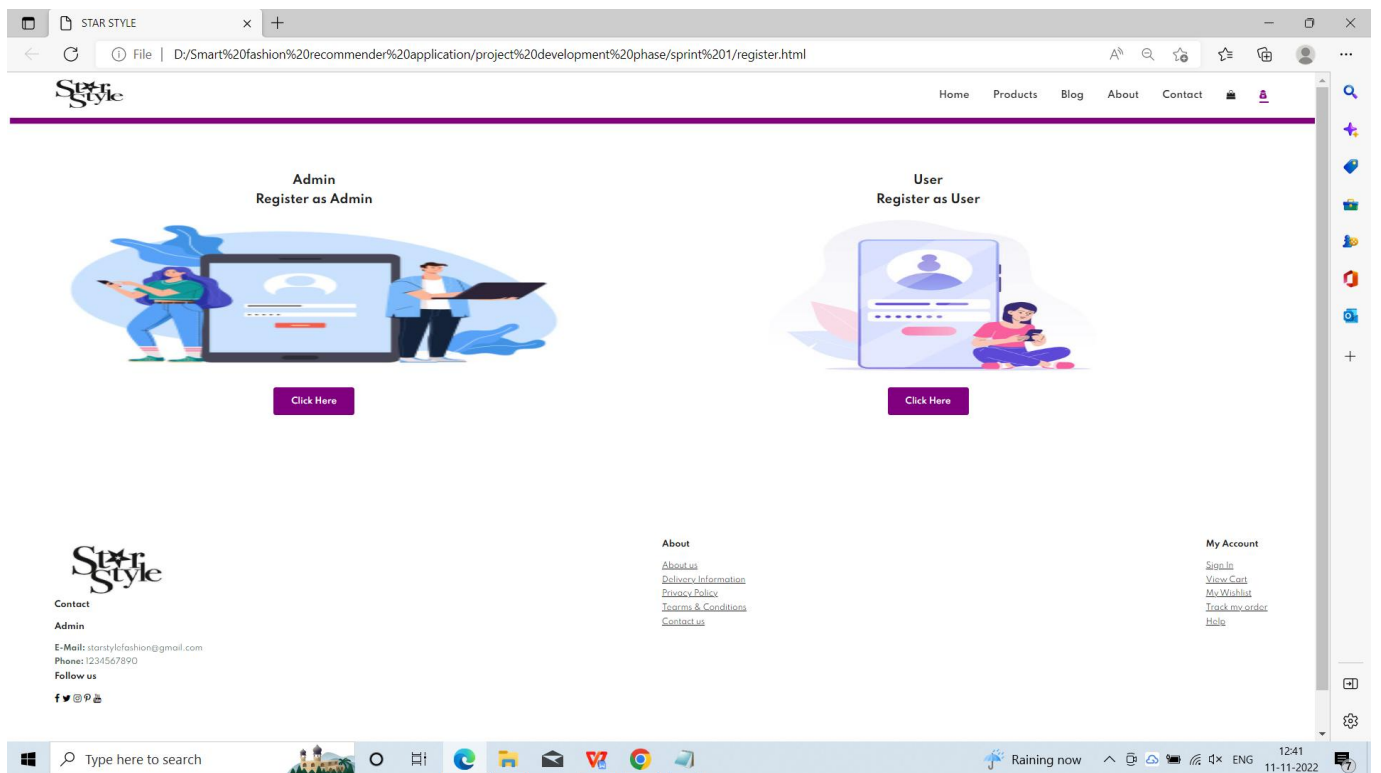 STAR STYLE
File | D:/Smart%20fashion%20recommender%20application/project%20development%20phase/sprint%201/register.html
Star Style
Home Products Blog About Contact
Admin
Register as Admin
Click Here
User
Register as User
Click Here
Star Style
Contact
Admin
E-Mail: starstylefashion@gmail.com
Phone: 1234567890
Follow us
About
About us
Delivery Information
Privacy Policy
Tearms & Conditions
Contact us
My Account
Sign In
View Cart
My Wishlist
Track my order
Help
Type here to search
Raining now
ENG
12:41
11-11-2022
7